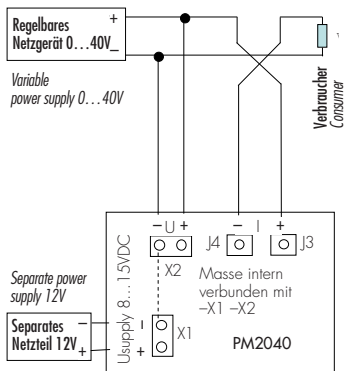 Regelbares +
Netzgerät 0…40V –
Variable
power supply 0…40V
Verbraucher
Consumer
– U + – I +
J4 J3
X2
Usupply 8…15VDC
Masse intern
verbunden mit
–X1 –X2
Separate power
supply 12V
Separates –
Netzteil 12V +
– X1
+
PM2040